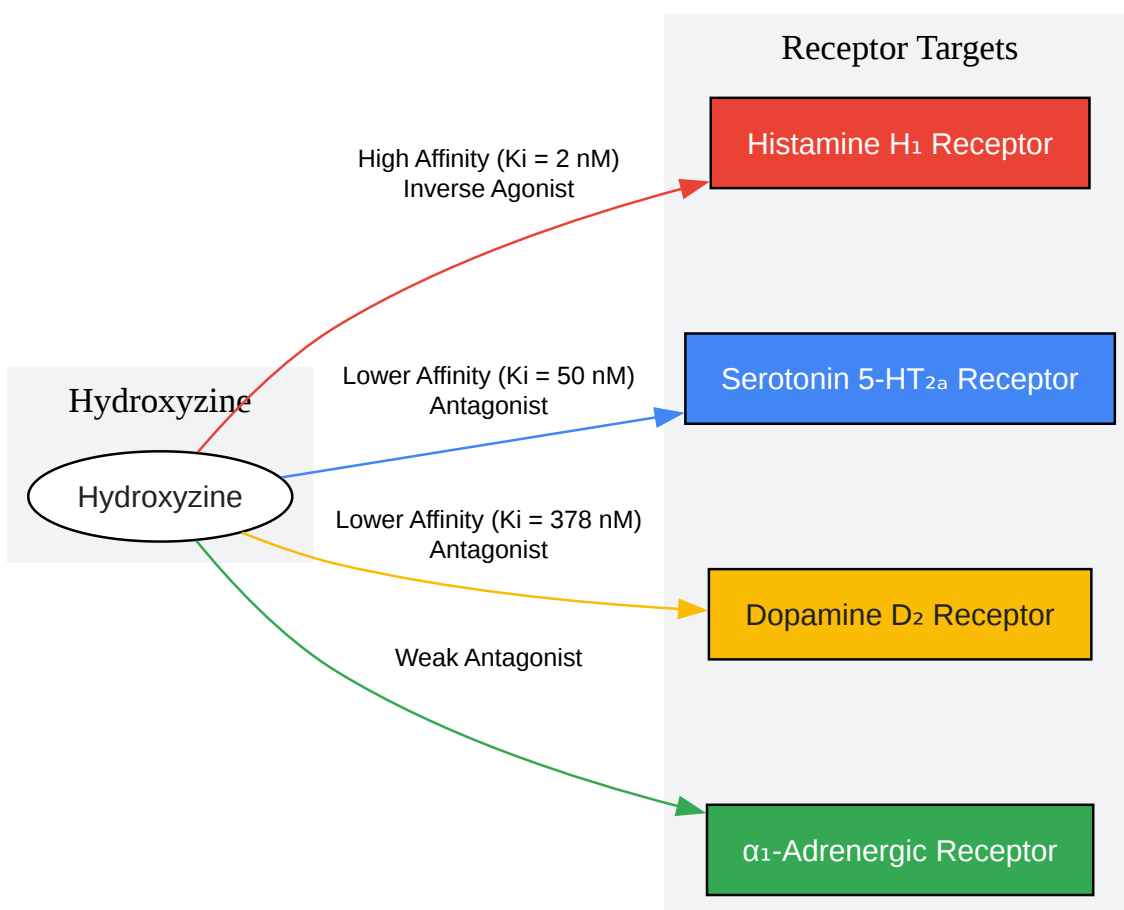 Receptor Targets
Histamine H₁ Receptor
High Affinity (Ki = 2 nM)
Inverse Agonist
Serotonin 5-HT₂ₐ Receptor
Lower Affinity (Ki = 50 nM)
Antagonist
Hydroxyzine
Hydroxyzine
Lower Affinity (Ki = 378 nM)
Antagonist
Dopamine D₂ Receptor
Weak Antagonist
α₁-Adrenergic Receptor